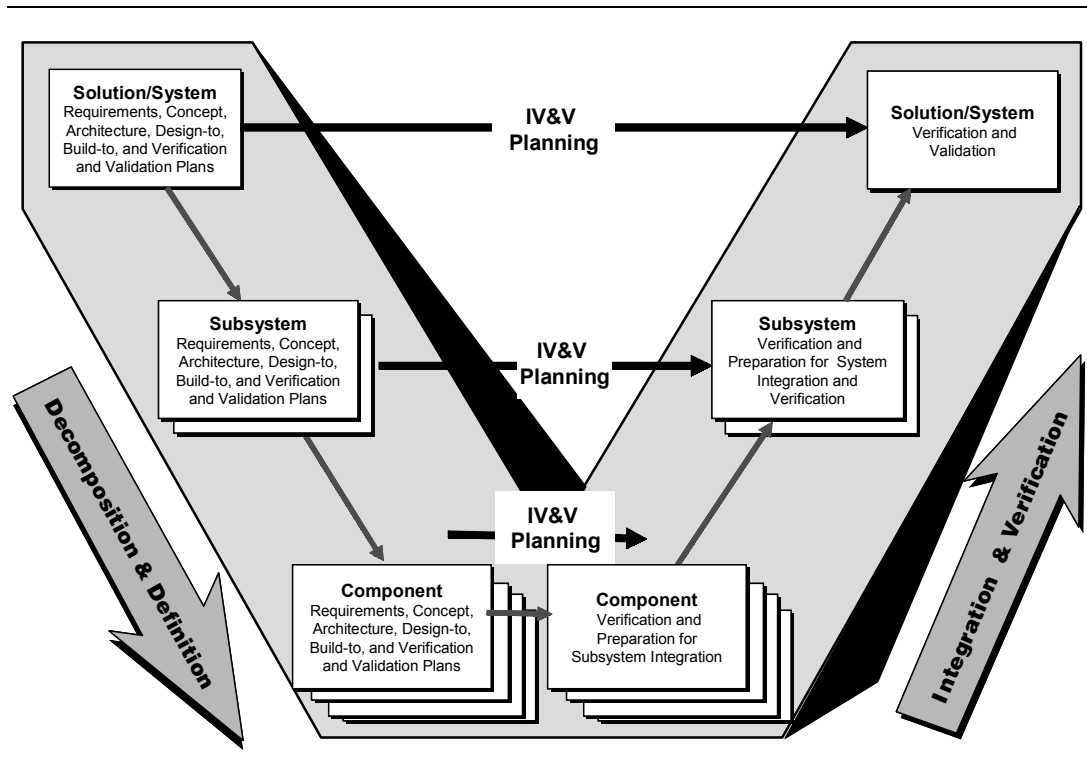 Solution/System
Requirements, Concept,
Architecture, Design-to,
Build-to, and Verification
and Validation Plans
IV&V
Planning
Solution/System
Verification and
Validation
Subsystem
Requirements, Concept,
Architecture, Design-to,
Build-to, and Verification
and Validation Plans
IV&V
Planning
Subsystem
Verification and
Preparation for System
Integration and
Verification
Decomposition & Definition
IV&V
Planning
Integration & Verification
Component
Requirements, Concept,
Architecture, Design-to,
Build-to, and Verification
and Validation Plans
Component
Verification and
Preparation for
Subsystem Integration